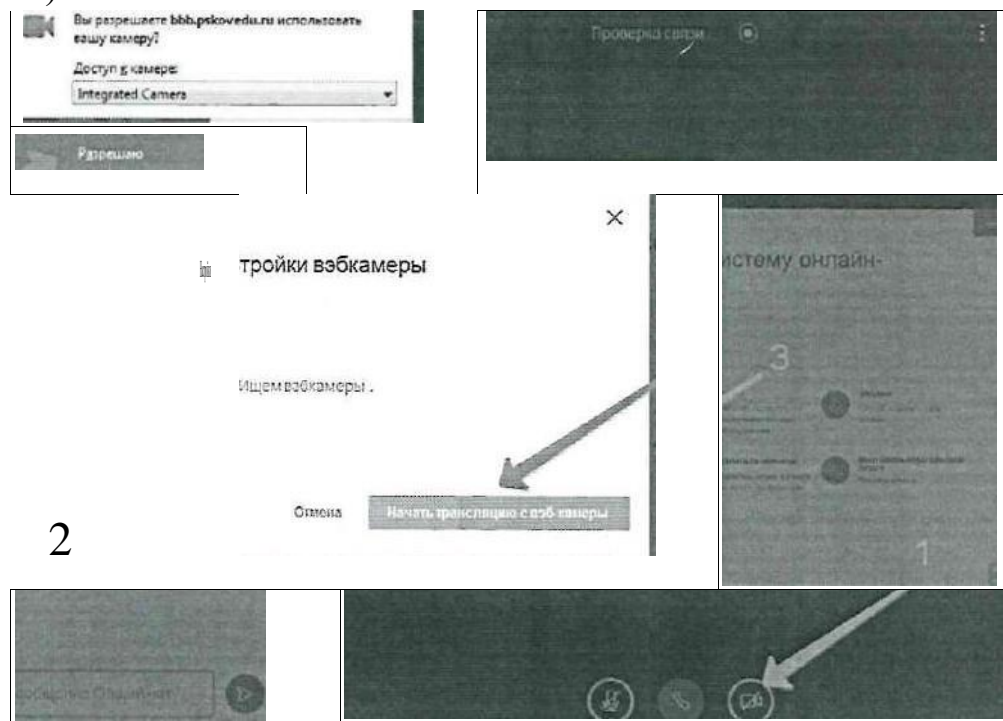 Вы разрешаете bbb.pskovedu.ru использовать
вашу камеру?
Доступ к камере:
Integrated Camera
Разрешаю
Проверка связи
тройки вэбкамеры
Ищем вэбкамеры .
Отмена
Начать трансляцию с вэб-камеры
2
истему онлайн-
3
1